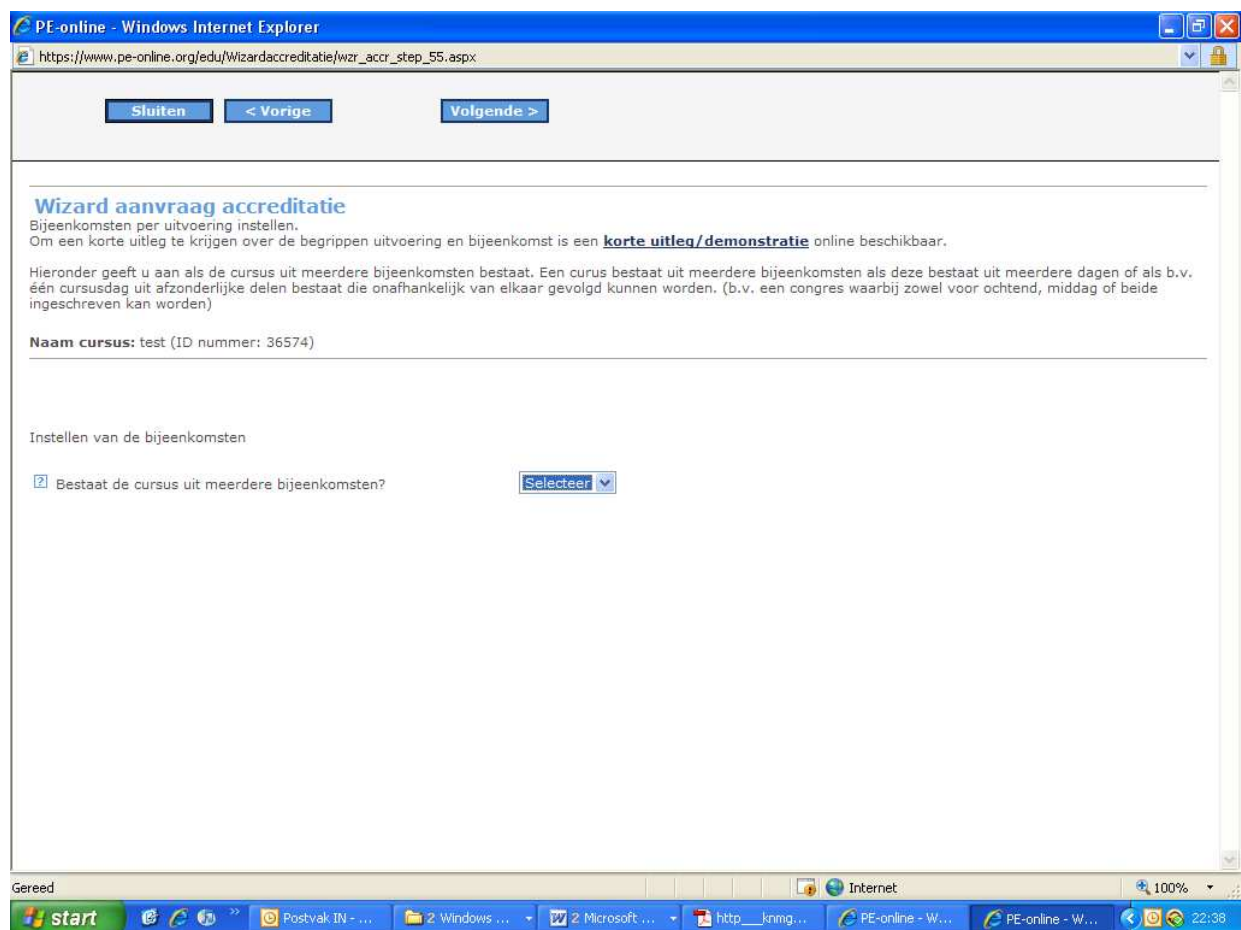 PE-online - Windows Internet Explorer
https://www.pe-online.org/edu/Wizardaccreditatie/wzr_accr_step_55.aspx
Sluiten < Vorige Volgende >
Wizard aanvraag accreditatie
Bijeenkomsten per uitvoering instellen.
Om een korte uitleg te krijgen over de begrippen uitvoering en bijeenkomst is een korte uitleg/demonstratie online beschikbaar.
Hieronder geeft u aan als de cursus uit meerdere bijeenkomsten bestaat. Een curus bestaat uit meerdere bijeenkomsten als deze bestaat uit meerdere dagen of als b.v.
één cursusdag uit afzonderlijke delen bestaat die onafhankelijk van elkaar gevolgd kunnen worden. (b.v. een congres waarbij zowel voor ochtend, middag of beide
ingeschreven kan worden)
Naam cursus: test (ID nummer: 36574)
Instellen van de bijeenkomsten
? Bestaat de cursus uit meerdere bijeenkomsten? Selecteer
Gereed Internet 100%
start » Postvak IN - ... 2 Windows ... 2 Microsoft ... http___knmg... PE-online - W... PE-online - W... 22:38